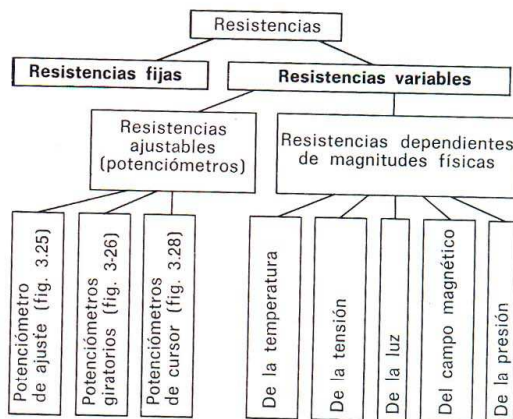 Resistencias
Resistencias fijas
Resistencias variables
Resistencias
ajustables
(potenciómetros)
Resistencias dependientes
de magnitudes físicas
Potenciómetro
de ajuste (fig. 3.25)
Potenciómetros
giratorios (fig. 3-26)
Potenciómetros
de cursor (fig. 3.28)
De la temperatura
De la tensión
De la luz
Del campo magnético
De la presión